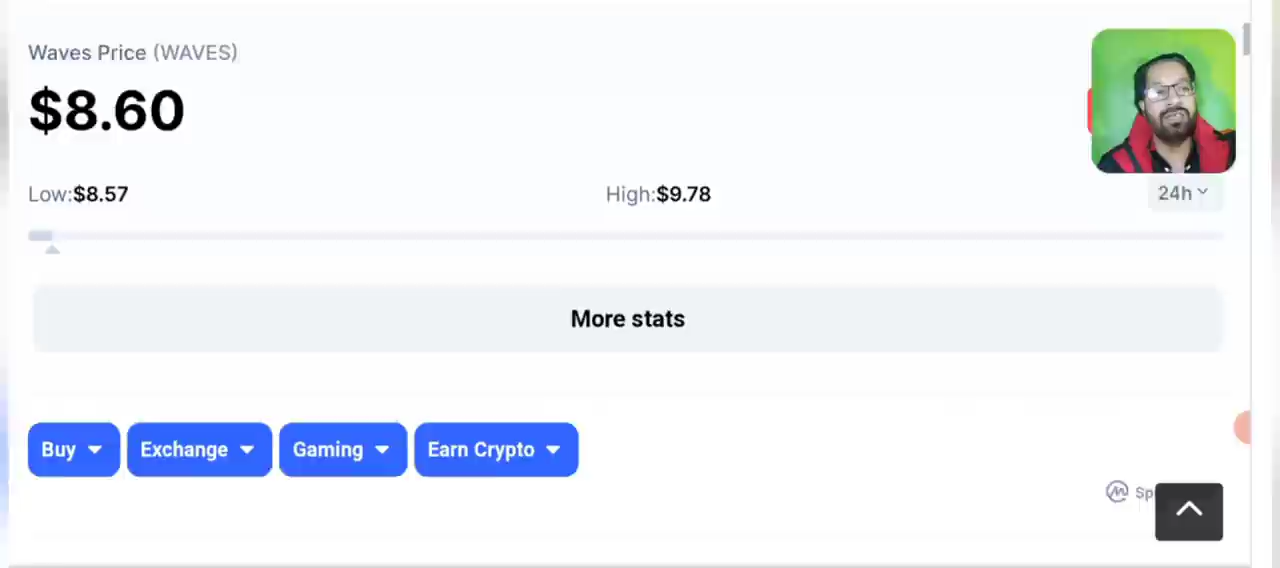 Waves Price (WAVES)
$8.60
Low:$8.57 High:$9.78 24h
More stats
Buy Exchange Gaming Earn Crypto